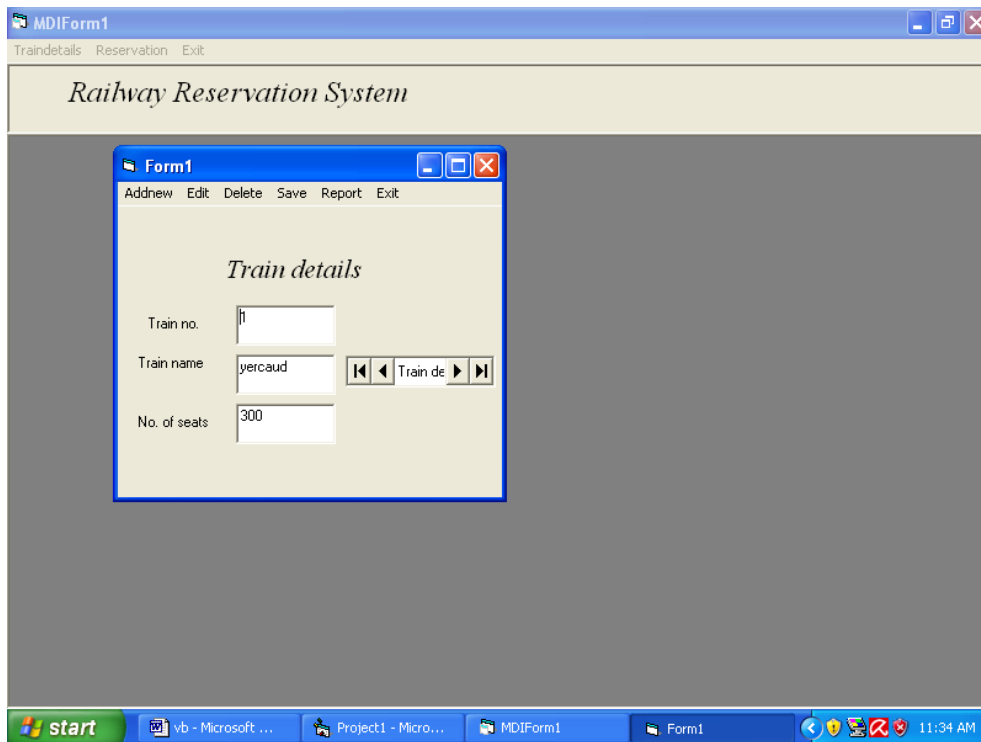 MDIForm1
Traindetails Reservation Exit
Railway Reservation System
Form1
Addnew Edit Delete Save Report Exit
Train details
Train no. 1
Train name yercaud
Train de
No. of seats 300
start vb - Microsoft ... Project1 - Micro... MDIForm1 Form1 11:34 AM